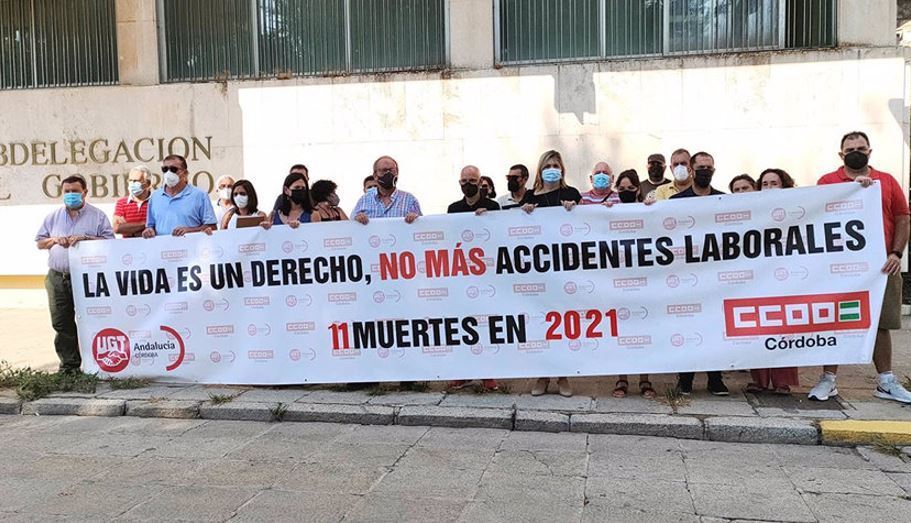 BDELEGACION
L GOBIERNO
LA VIDA ES UN DERECHO, NO MÁS ACCIDENTES LABORALES
11 MUERTES EN 2021
UGT
Andalucía
CÓRDOBA
CCOO
Córdoba